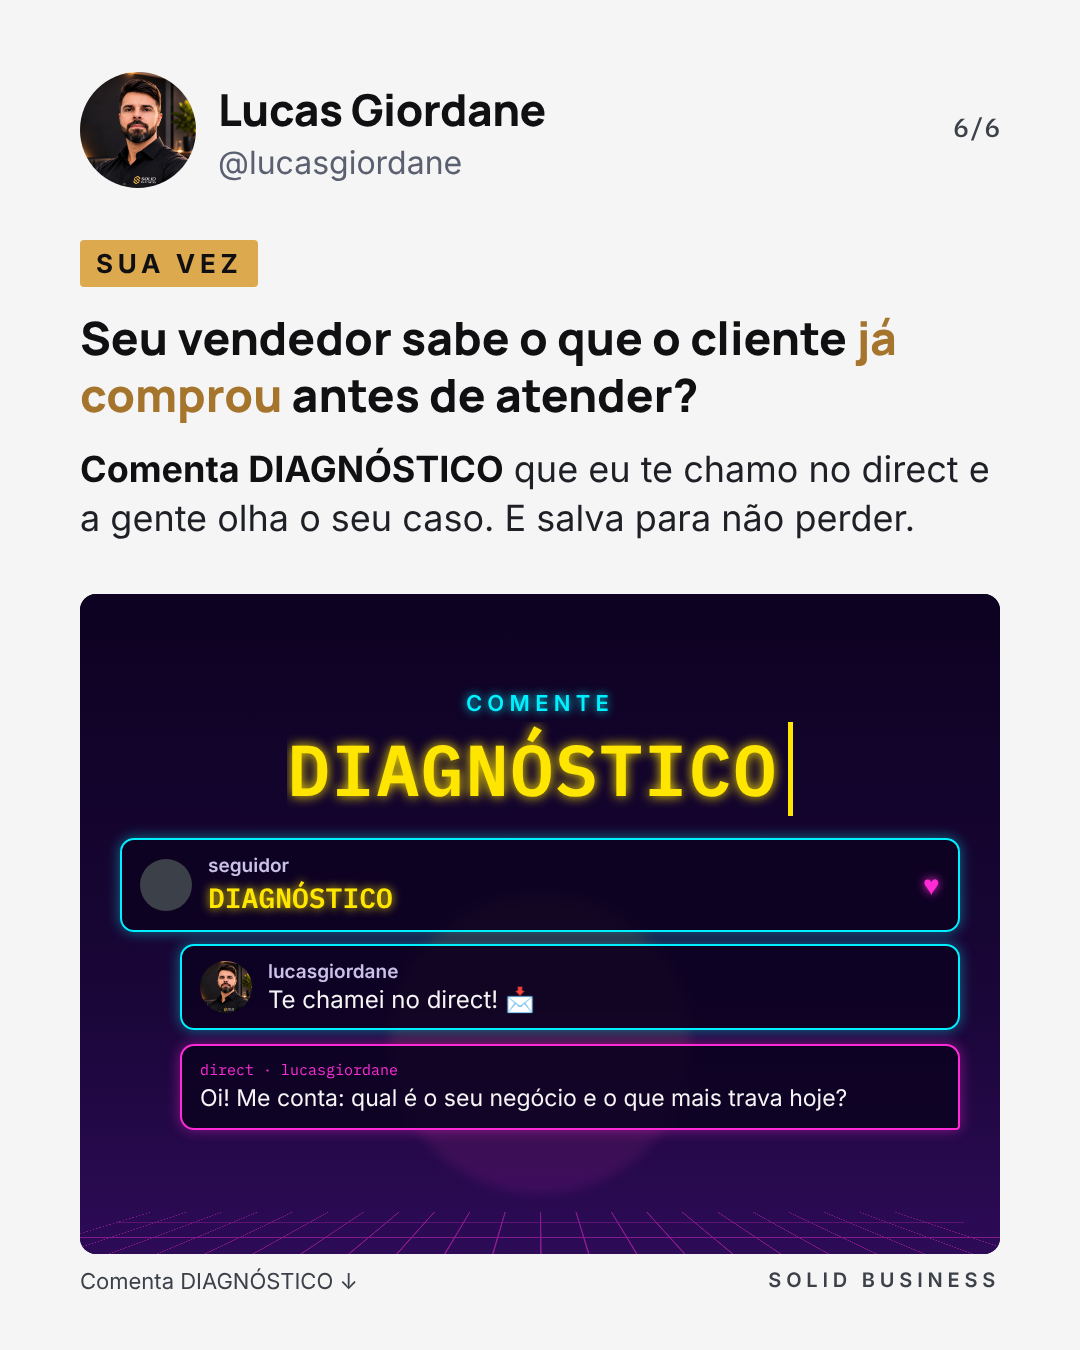 Lucas Giordane
@lucasgiordane
6/6
SUA VEZ
Seu vendedor sabe o que o cliente já
comprou antes de atender?
Comenta DIAGNÓSTICO que eu te chamo no direct e
a gente olha o seu caso. E salva para não perder.
COMENTE
DIAGNÓSTICO
seguidor
DIAGNÓSTICO
♥
lucasgiordane
Te chamei no direct! 📩
direct · lucasgiordane
Oi! Me conta: qual é o seu negócio e o que mais trava hoje?
Comenta DIAGNÓSTICO ↓
SOLID BUSINESS